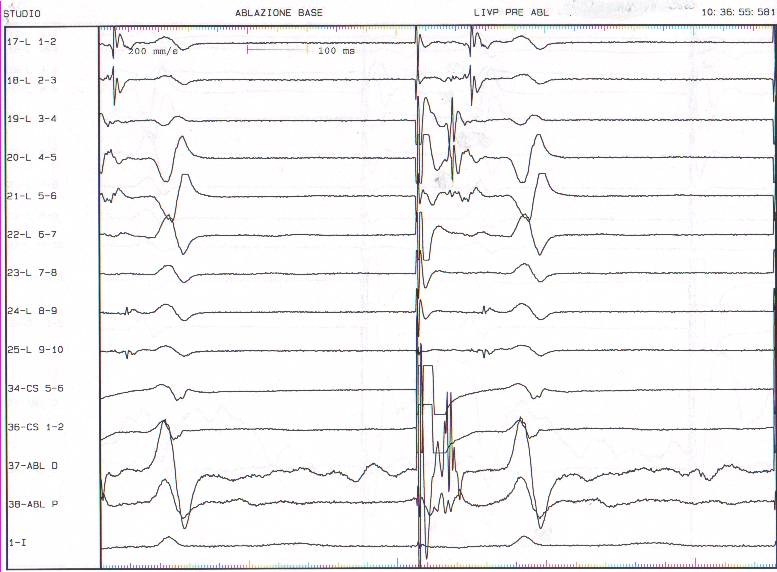 STUDIO ABLAZIONE BASE LIVP PRE ABL 10:36:55:581
17-L 1-2
200 mm/s 100 ms
18-L 2-3
19-L 3-4
20-L 4-5
21-L 5-6
22-L 6-7
23-L 7-8
24-L 8-9
25-L 9-10
34-CS 5-6
36-CS 1-2
37-ABL D
38-ABL P
1-I